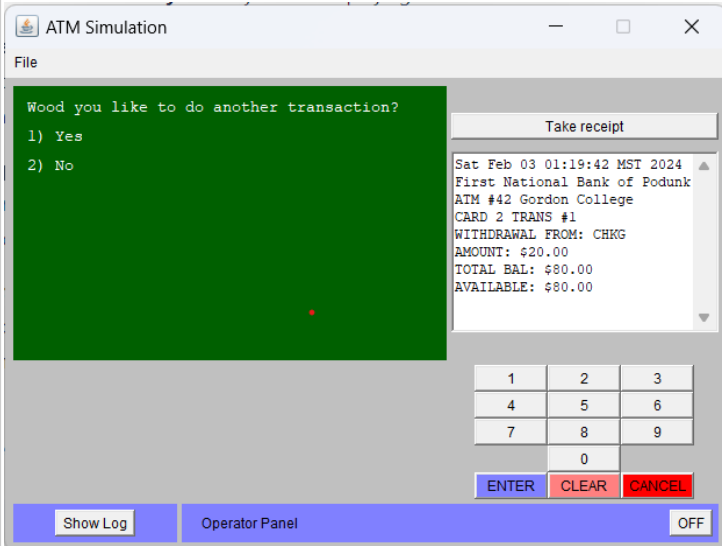 ATM Simulation
File
Wood you like to do another transaction?
1) Yes
2) No
Take receipt
Sat Feb 03 01:19:42 MST 2024
First National Bank of Podunk
ATM #42 Gordon College
CARD 2 TRANS #1
WITHDRAWAL FROM: CHKG
AMOUNT: $20.00
TOTAL BAL: $80.00
AVAILABLE: $80.00
1 2 3
4 5 6
7 8 9
0
ENTER CLEAR CANCEL
Show Log Operator Panel OFF